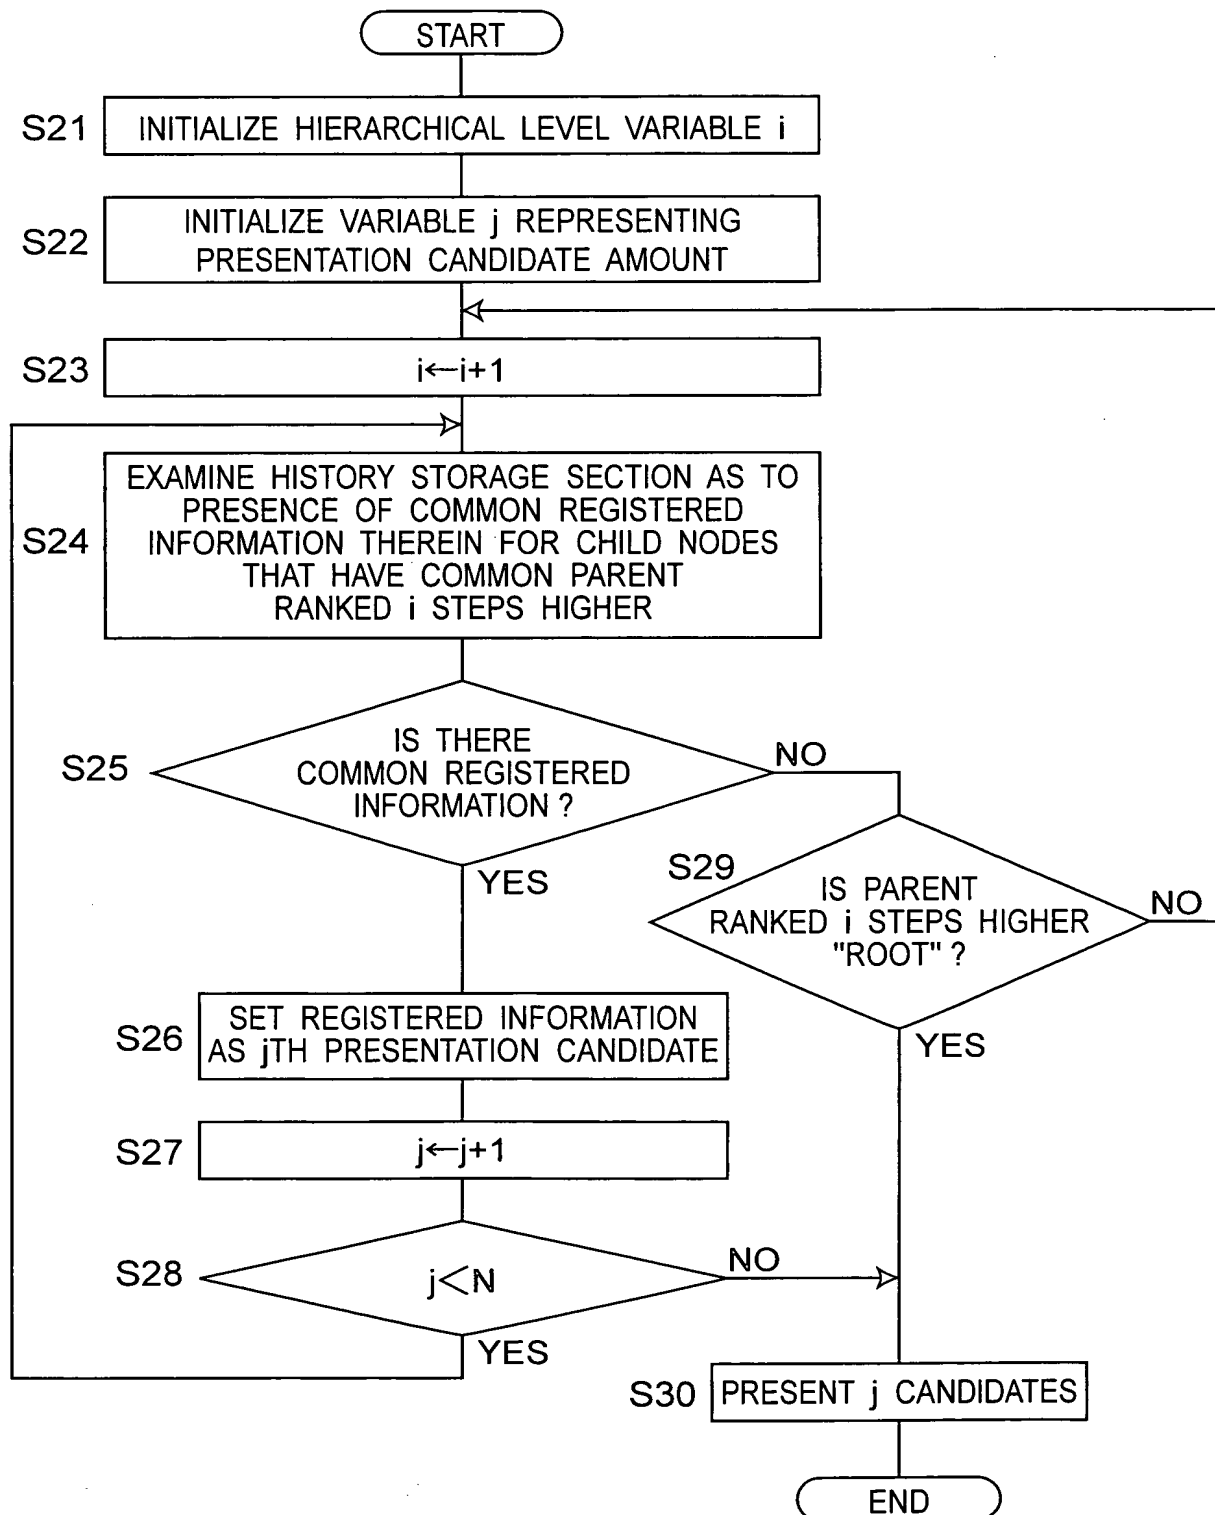 START
S21
INITIALIZE HIERARCHICAL LEVEL VARIABLE i
S22
INITIALIZE VARIABLE j REPRESENTING
PRESENTATION CANDIDATE AMOUNT
S23
i←i+1
S24
EXAMINE HISTORY STORAGE SECTION AS TO
PRESENCE OF COMMON REGISTERED
INFORMATION THEREIN FOR CHILD NODES
THAT HAVE COMMON PARENT
RANKED i STEPS HIGHER
S25
IS THERE
COMMON REGISTERED
INFORMATION ?
NO
YES
S29
IS PARENT
RANKED i STEPS HIGHER
"ROOT" ?
NO
YES
S26
SET REGISTERED INFORMATION
AS jTH PRESENTATION CANDIDATE
S27
j←j+1
S28
j<N
NO
YES
S30
PRESENT j CANDIDATES
END